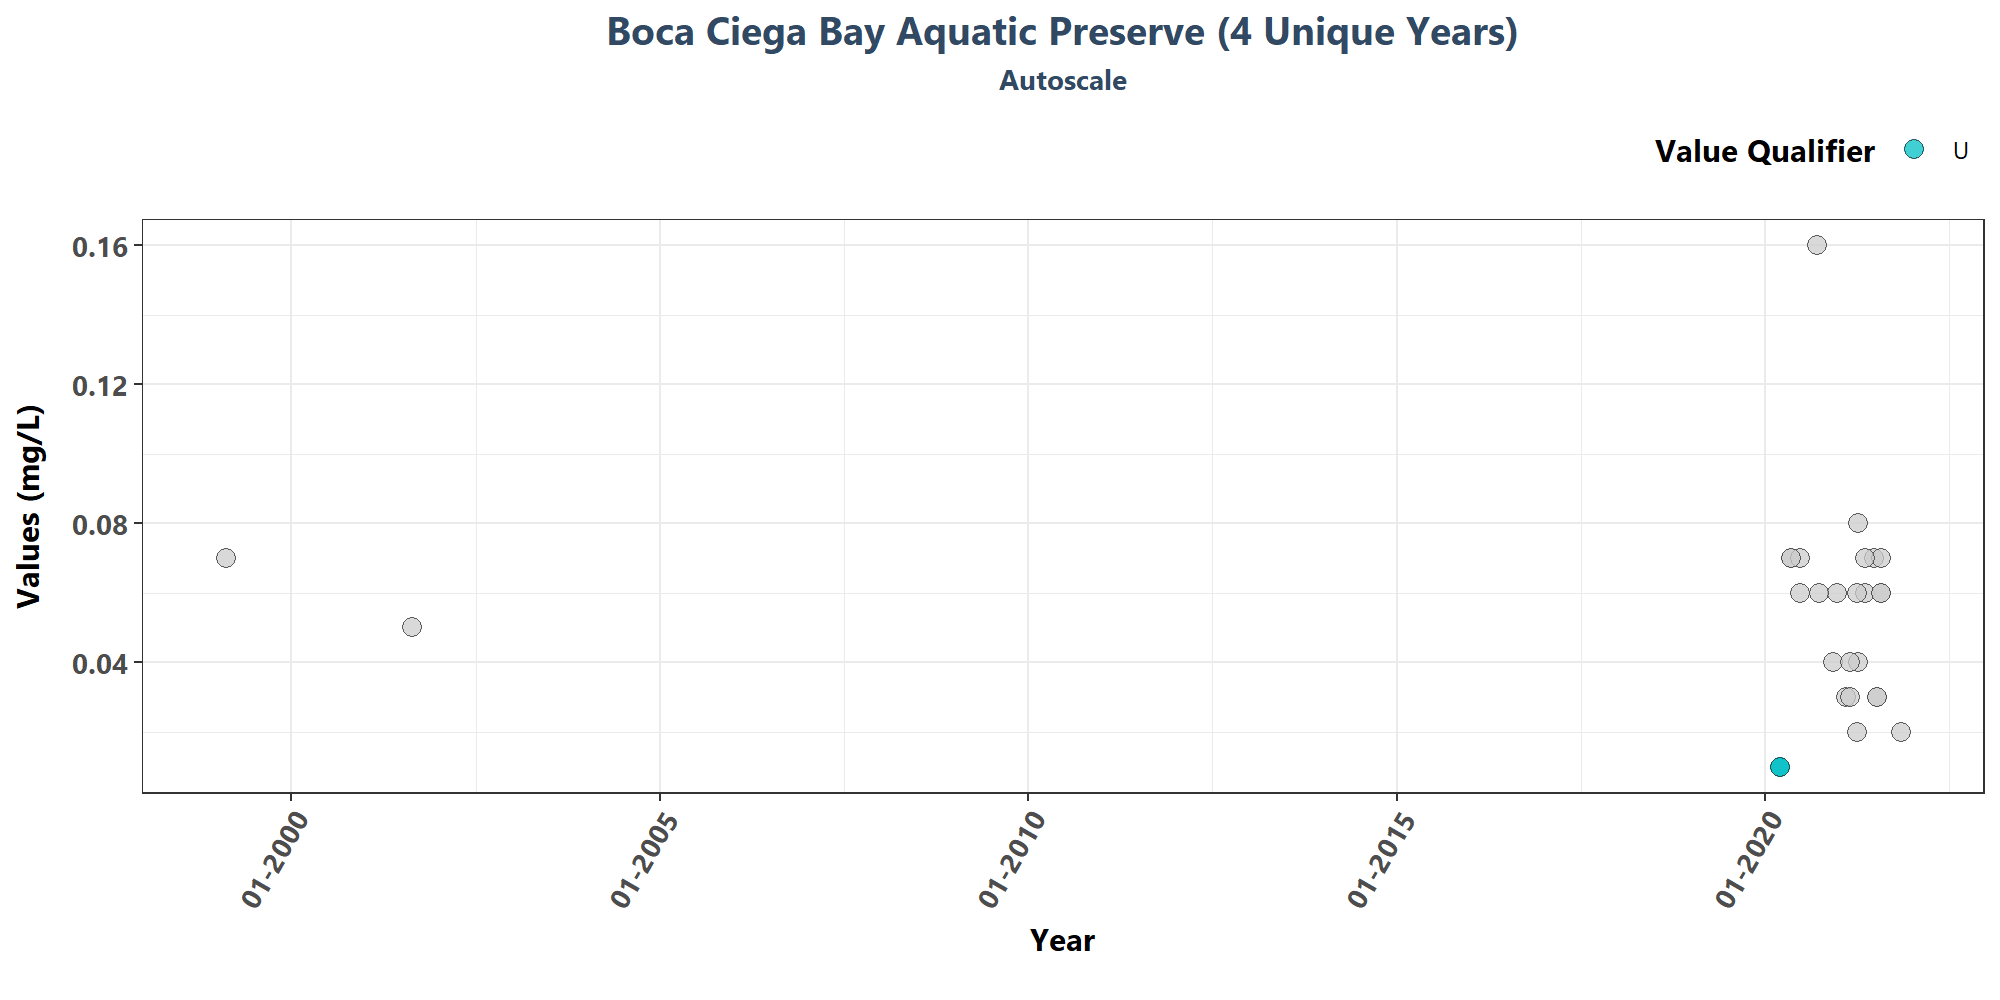 Boca Ciega Bay Aquatic Preserve (4 Unique Years)
Autoscale
Value Qualifier U
0.16
0.12
0.08
0.04
Values (mg/L)
01-2000 01-2005 01-2010 01-2015 01-2020
Year